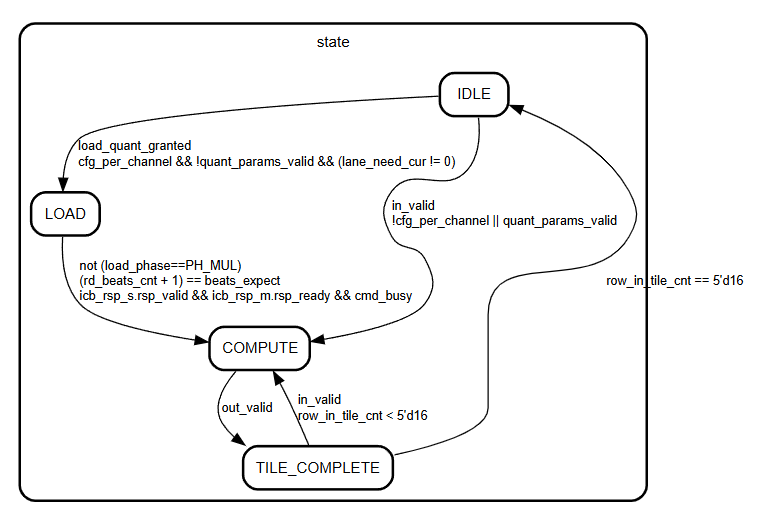 state
IDLE
load_quant_granted
cfg_per_channel && !quant_params_valid && (lane_need_cur != 0)
LOAD
in_valid
!cfg_per_channel || quant_params_valid
not (load_phase==PH_MUL)
(rd_beats_cnt + 1) == beats_expect
icb_rsp_s.rsp_valid && icb_rsp_m.rsp_ready && cmd_busy
row_in_tile_cnt == 5'd16
COMPUTE
out_valid
in_valid
row_in_tile_cnt < 5'd16
TILE_COMPLETE